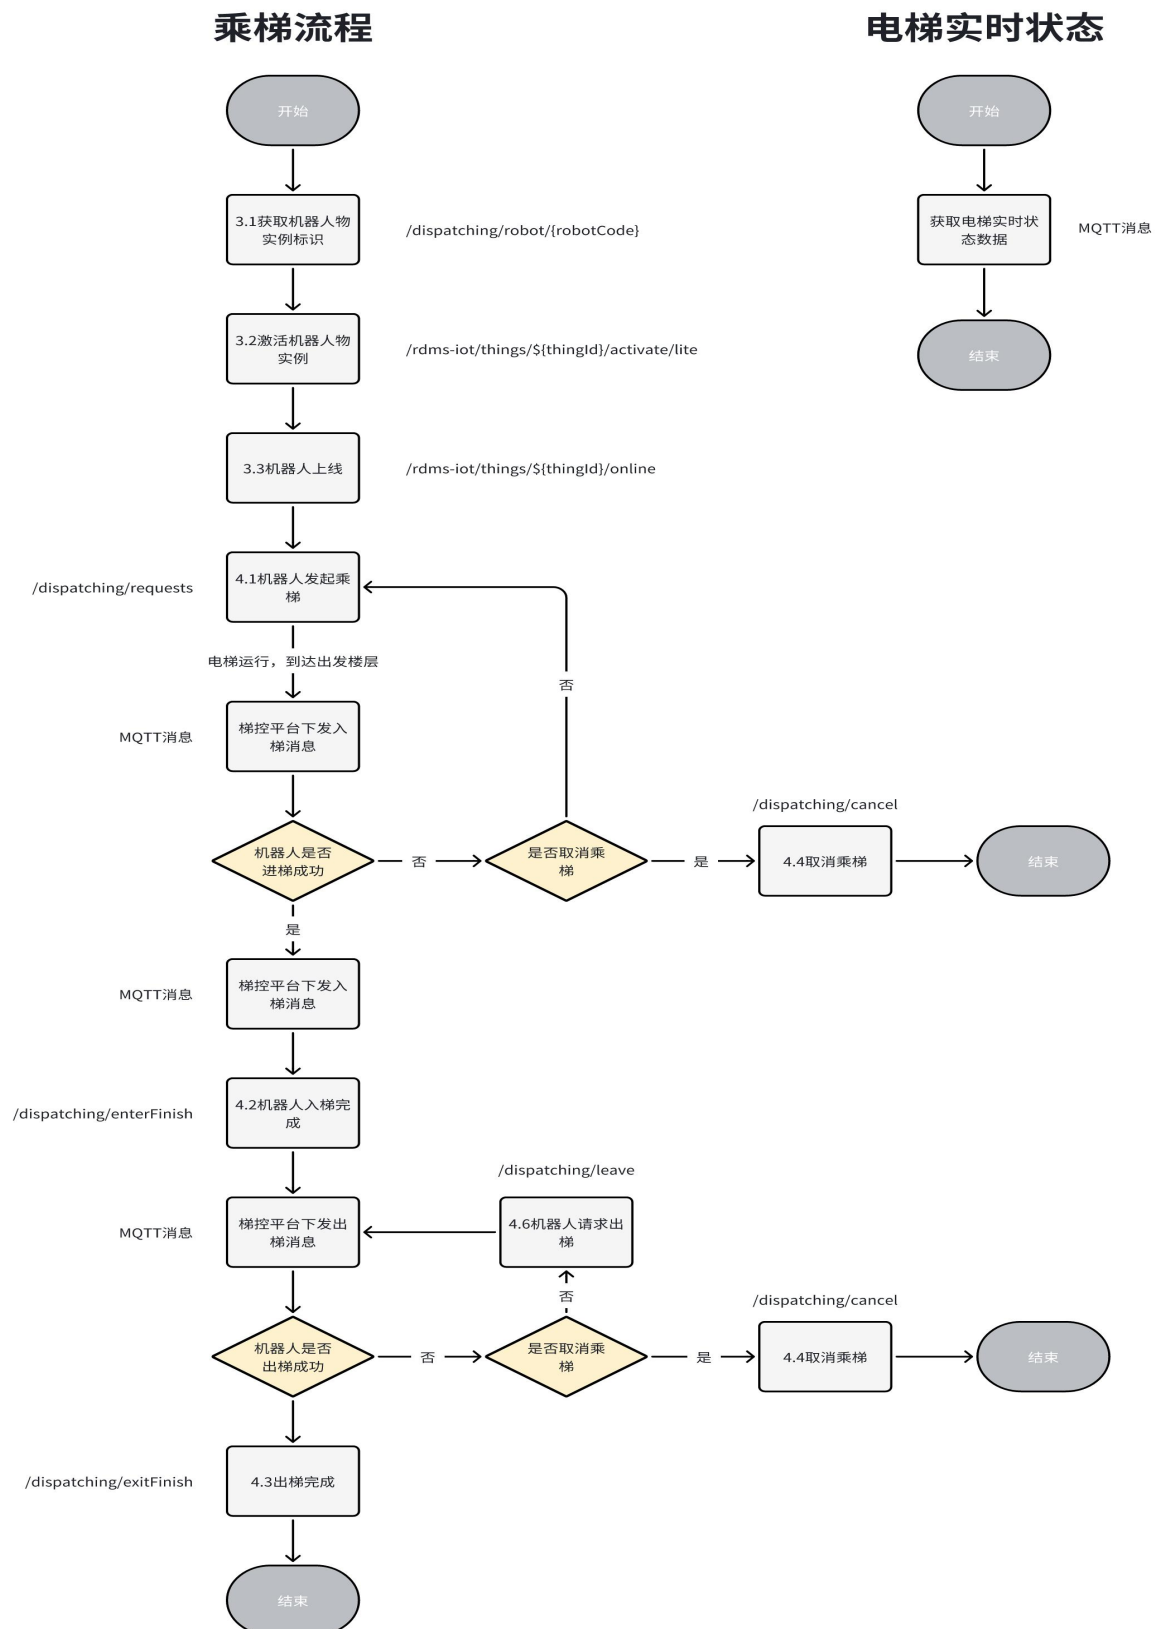 乘梯流程
电梯实时状态
开始
3.1获取机器人物
实例标识
/dispatching/robot/{robotCode}
3.2激活机器人物
实例
/rdms-iot/things/${thingId}/activate/lite
3.3机器人上线
/rdms-iot/things/${thingId}/online
/dispatching/requests
4.1机器人发起乘
梯
电梯运行，到达出发楼层
否
MQTT消息
梯控平台下发入
梯消息
机器人是否
进梯成功
否
是否取消乘
梯
是
/dispatching/cancel
4.4取消乘梯
结束
是
MQTT消息
梯控平台下发入
梯消息
/dispatching/enterFinish
4.2机器人入梯完
成
/dispatching/leave
MQTT消息
梯控平台下发出
梯消息
4.6机器人请求出
梯
否
机器人是否
出梯成功
否
是否取消乘
梯
是
/dispatching/cancel
4.4取消乘梯
结束
/dispatching/exitFinish
4.3出梯完成
结束
开始
获取电梯实时状
态数据
MQTT消息
结束